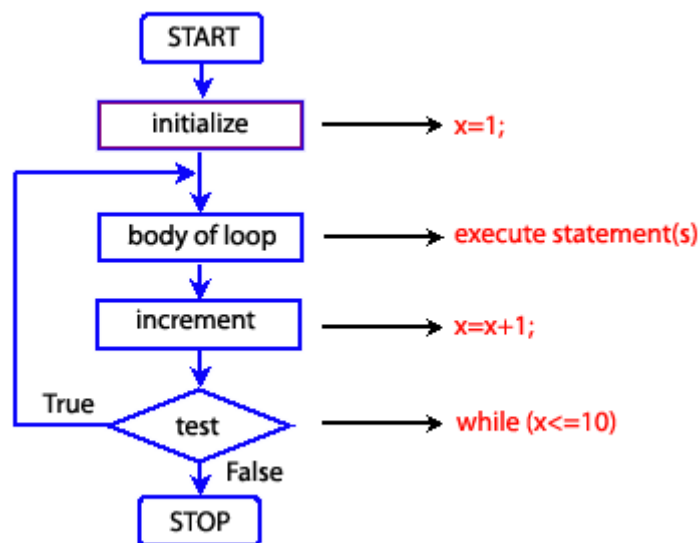 START
initialize
x=1;
body of loop
execute statement(s)
increment
x=x+1;
True
test
while (x<=10)
False
STOP